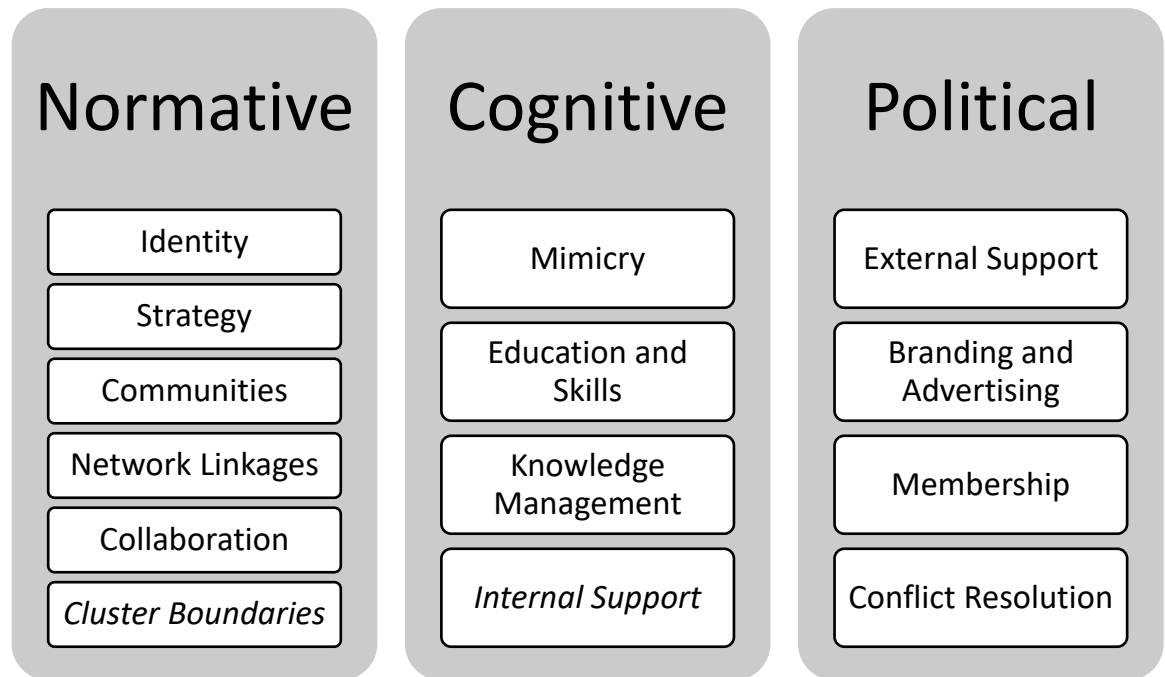 Normative
Identity
Strategy
Communities
Network Linkages
Collaboration
Cluster Boundaries
Cognitive
Mimicry
Education and
Skills
Knowledge
Management
Internal Support
Political
External Support
Branding and
Advertising
Membership
Conflict Resolution